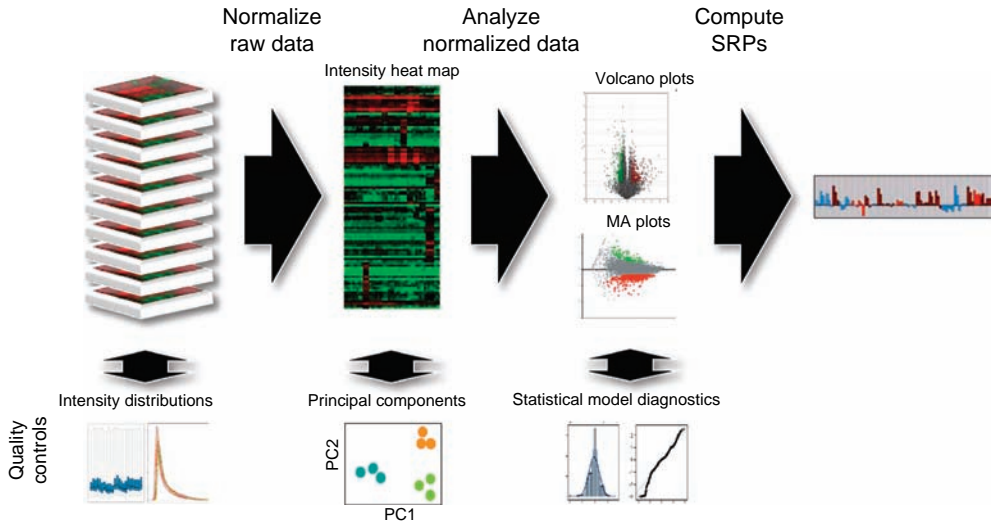 Normalize
raw data
Analyze
normalized data
Compute
SRPs
Intensity heat map
Volcano plots
MA plots
Intensity distributions
Principal components
Statistical model diagnostics
Quality
controls
PC2
PC1